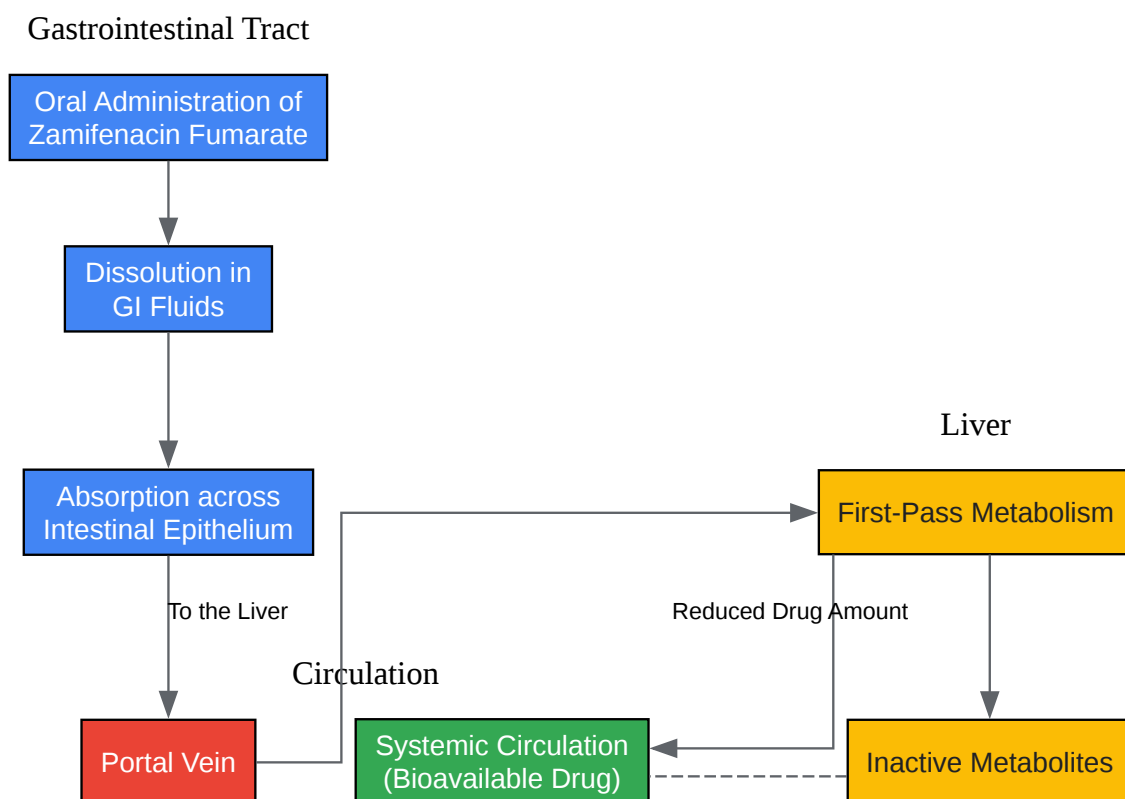 Gastrointestinal Tract
Oral Administration of
Zamifenacin Fumarate
Dissolution in
GI Fluids
Absorption across
Intestinal Epithelium
To the Liver
Circulation
Portal Vein
Systemic Circulation
(Bioavailable Drug)
Liver
First-Pass Metabolism
Reduced Drug Amount
Inactive Metabolites